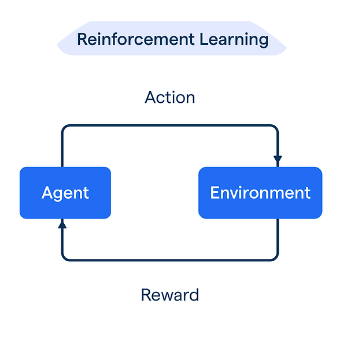 Reinforcement Learning
Action
Agent
Environment
Reward